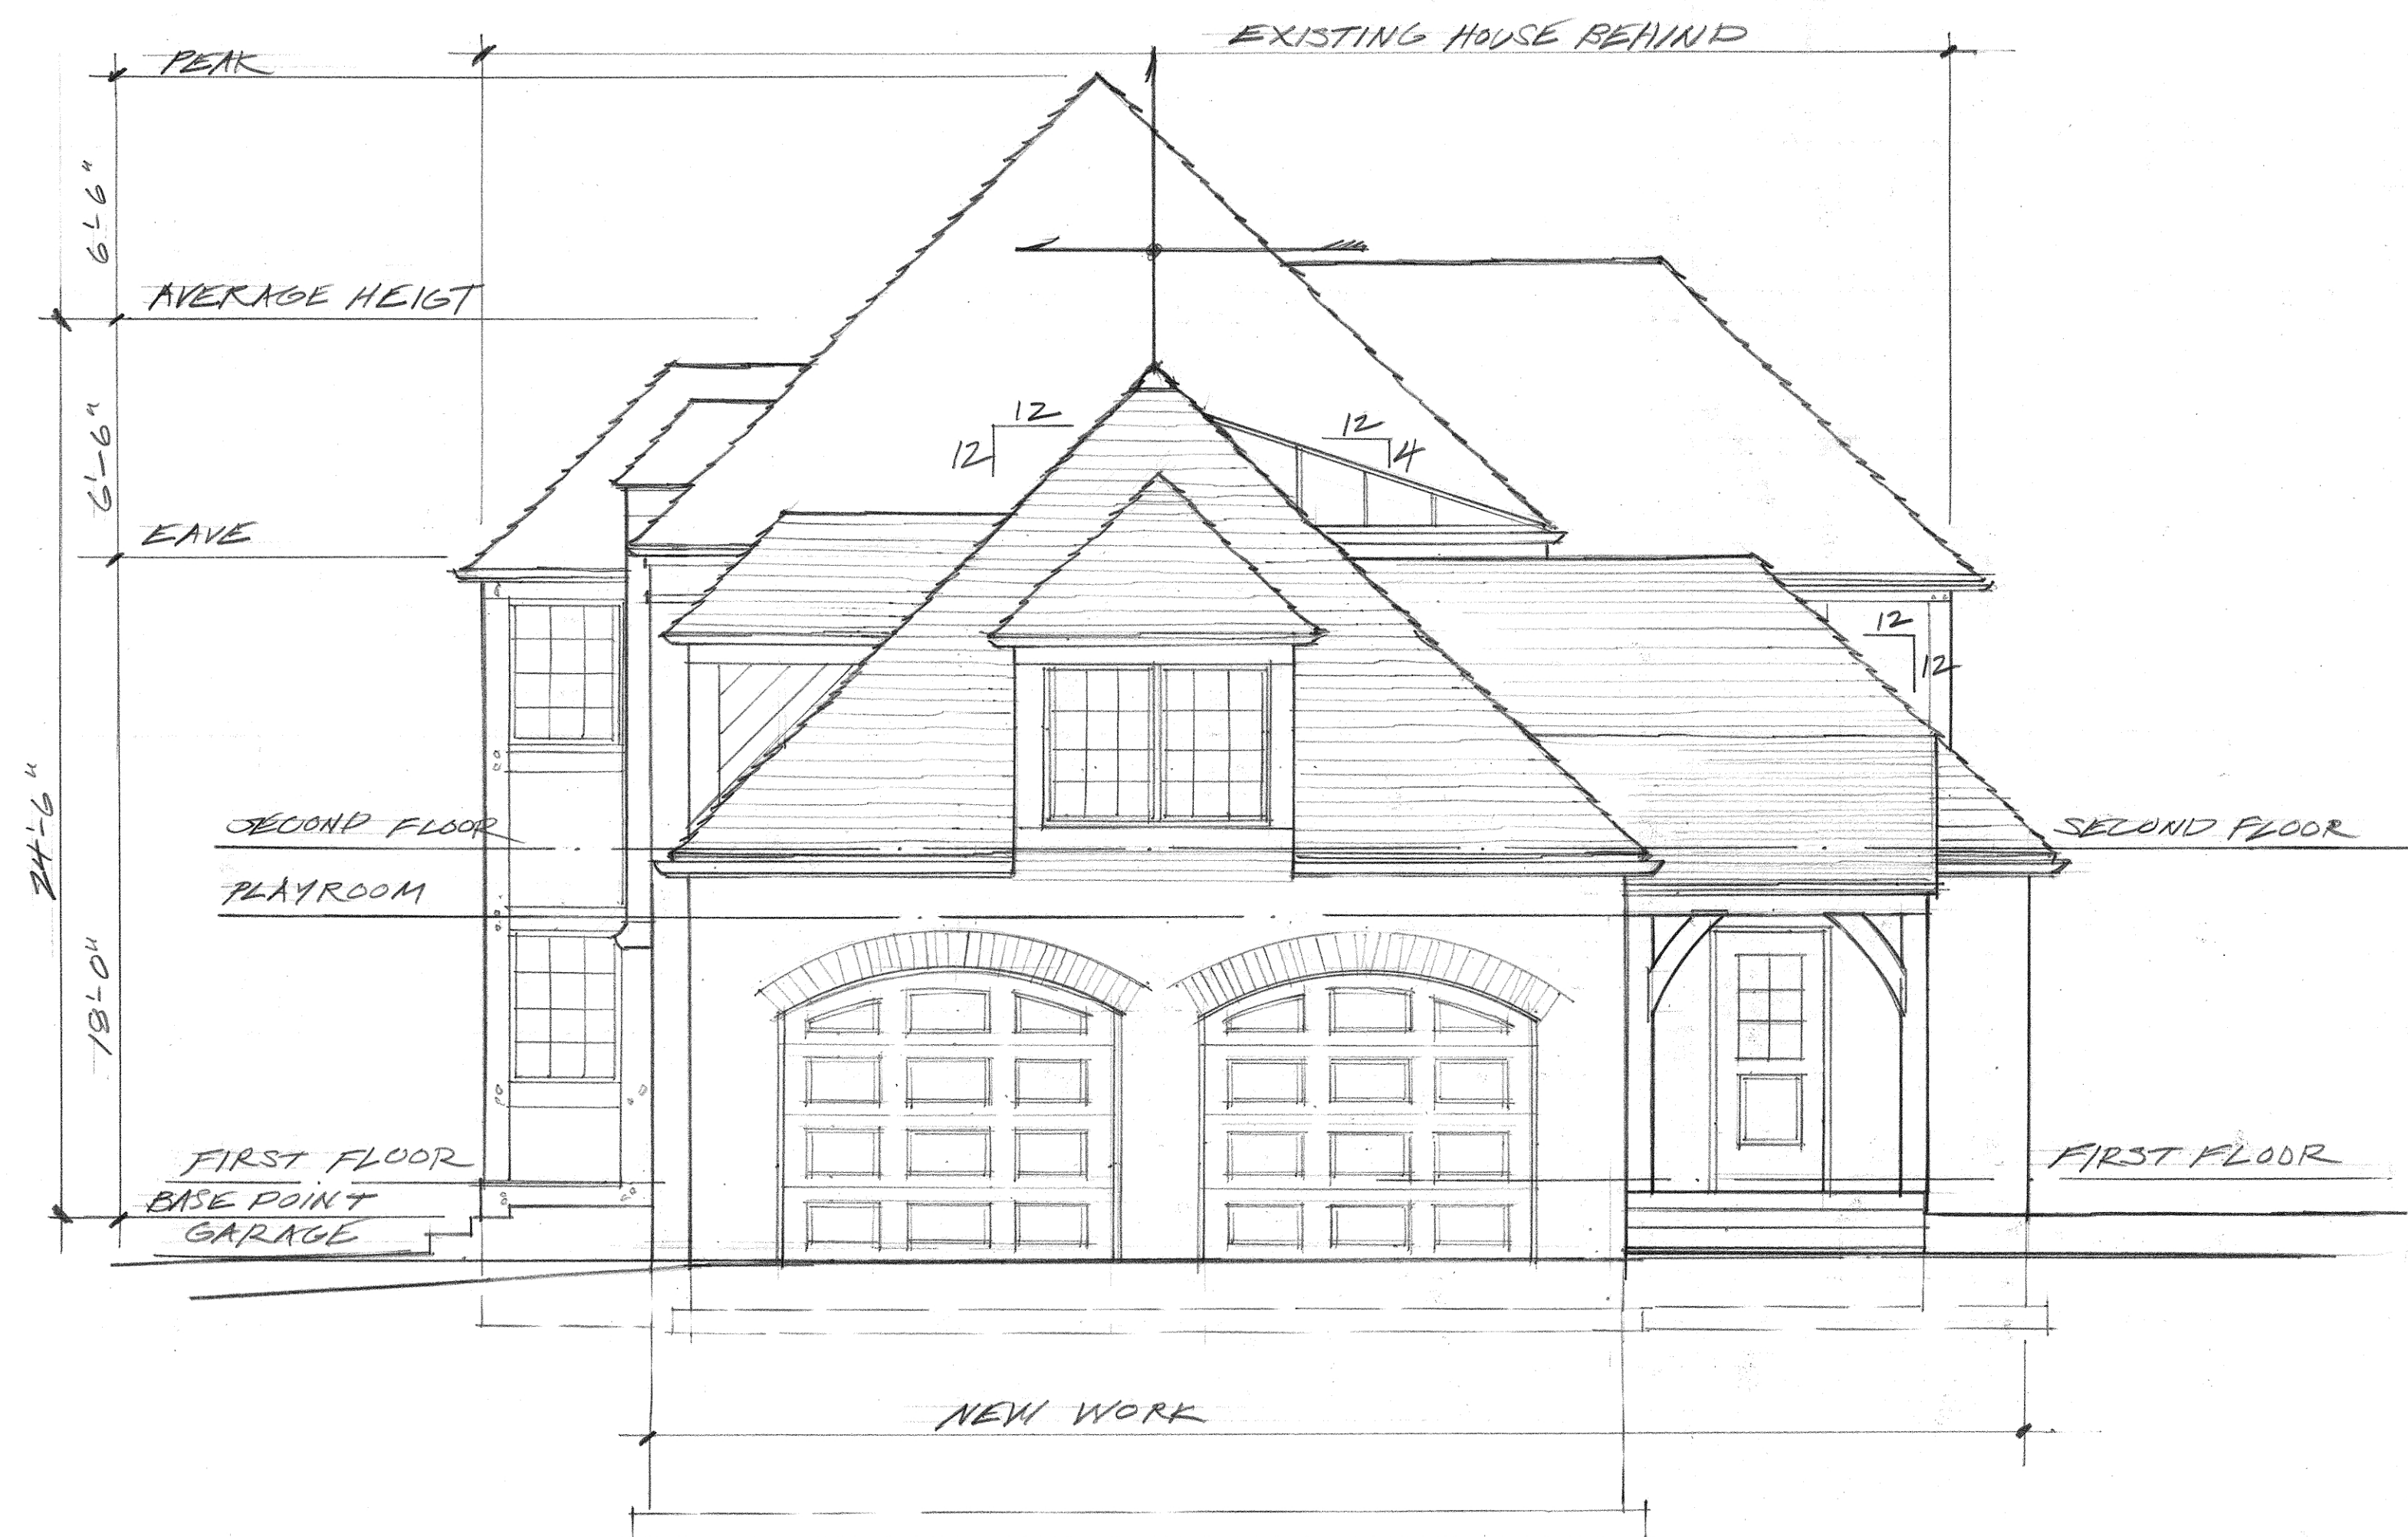 EXISTING HOUSE BEHIND
PEAK
6'-6"
AVERAGE HEIGT
6'-6"
12
12
12
4
EAVE
12
12
24'-6"
SECOND FLOOR
SECOND FLOOR
PLAYROOM
18'-0"
FIRST FLOOR
FIRST FLOOR
BASE POINT
GARAGE
NEW WORK